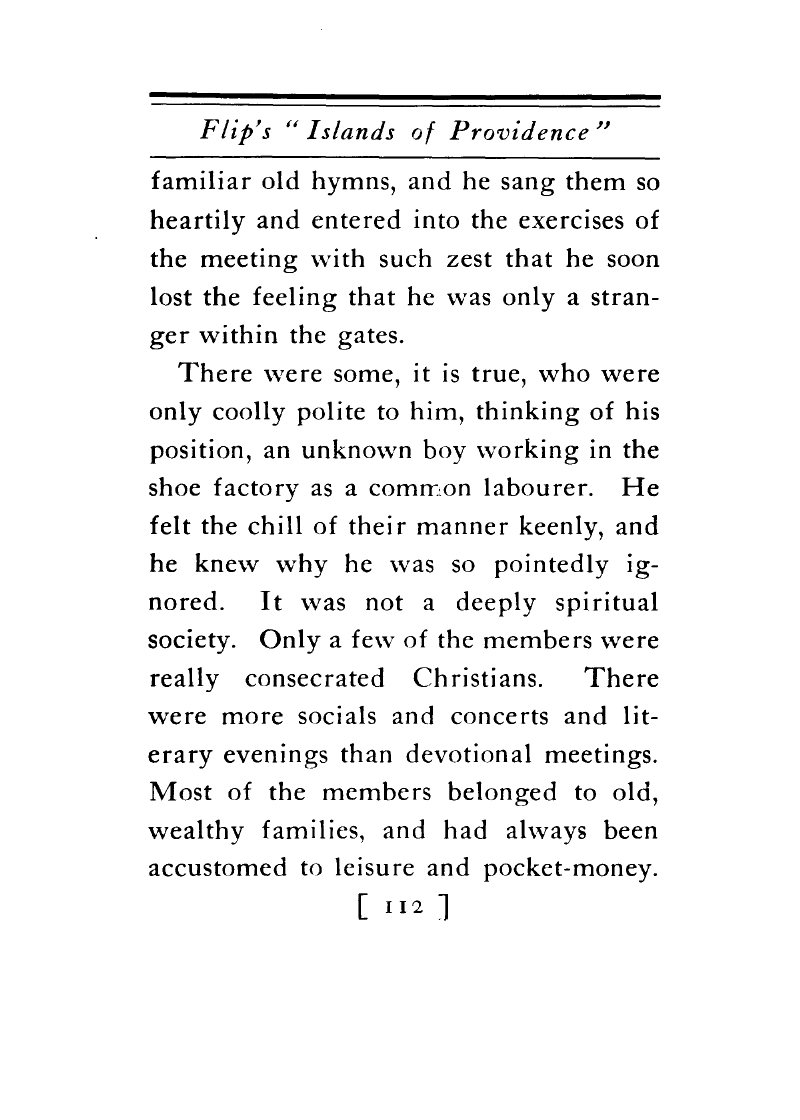 Flip's “Islands of Providence”
familiar old hymns, and he sang them so
heartily and entered into the exercises of
the meeting with such zest that he soon
lost the feeling that he was only a stran-
ger within the gates.
There were some, it is true, who were
only coolly polite to him, thinking of his
position, an unknown boy working in the
shoe factory as a common labourer. He
felt the chill of their manner keenly, and
he knew why he was so pointedly ig-
nored. It was not a deeply spiritual
society. Only a few of the members were
really consecrated Christians. There
were more socials and concerts and lit-
erary evenings than devotional meetings.
Most of the members belonged to old,
wealthy families, and had always been
accustomed to leisure and pocket-money.
[ 112 ]